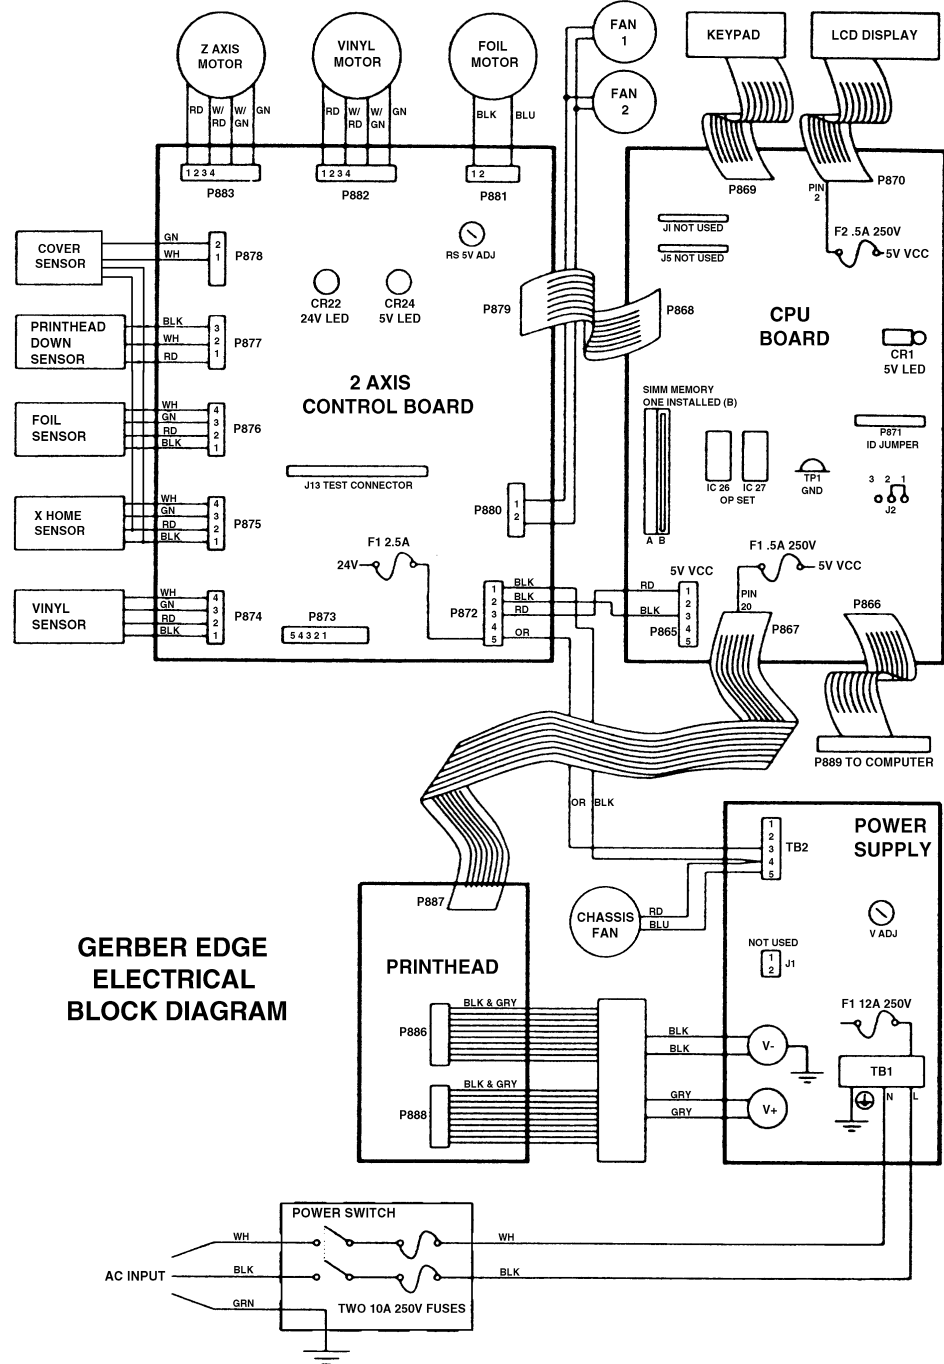 Z AXIS
MOTOR
VINYL
MOTOR
FOIL
MOTOR
FAN
1
FAN
2
KEYPAD
LCD DISPLAY
RD
W/
RD
W/
GN
GN
RD
W/
RD
W/
GN
GN
BLK
BLU
1 2 3 4
P883
1 2 3 4
P882
1 2
P881
P869
PIN
2
P870
COVER
SENSOR
GN
WH
2
1
P878
RS 5V ADJ
CR22
24V LED
CR24
5V LED
P879
P868
J1 NOT USED
J5 NOT USED
F2 .5A 250V
5V VCC
CPU
BOARD
CR1
5V LED
PRINTHEAD
DOWN
SENSOR
BLK
WH
RD
3
2
1
P877
2 AXIS
CONTROL BOARD
SIMM MEMORY
ONE INSTALLED (B)
A B
IC 26
IC 27
OP SET
TP1
GND
P871
ID JUMPER
3 2 1
J2
FOIL
SENSOR
WH
GN
RD
BLK
4
3
2
1
P876
J13 TEST CONNECTOR
P880
1
2
X HOME
SENSOR
WH
GN
RD
BLK
4
3
2
1
P875
F1 2.5A
24V
F1 .5A 250V
5V VCC
PIN
20
VINYL
SENSOR
WH
GN
RD
BLK
4
3
2
1
P874
P873
5 4 3 2 1
P872
1
2
3
4
5
BLK
BLK
RD
OR
RD
BLK
5V VCC
P865
1
2
3
4
5
P867
P866
P889 TO COMPUTER
OR
BLK
POWER
SUPPLY
1
2
3
4
5
TB2
CHASSIS
FAN
RD
BLU
V ADJ
NOT USED
1
2
J1
F1 12A 250V
TB1
N
L
P887
PRINTHEAD
GERBER EDGE
ELECTRICAL
BLOCK DIAGRAM
P886
BLK & GRY
P888
BLK & GRY
BLK
BLK
V-
GRY
GRY
V+
POWER SWITCH
AC INPUT
WH
BLK
GRN
WH
BLK
TWO 10A 250V FUSES